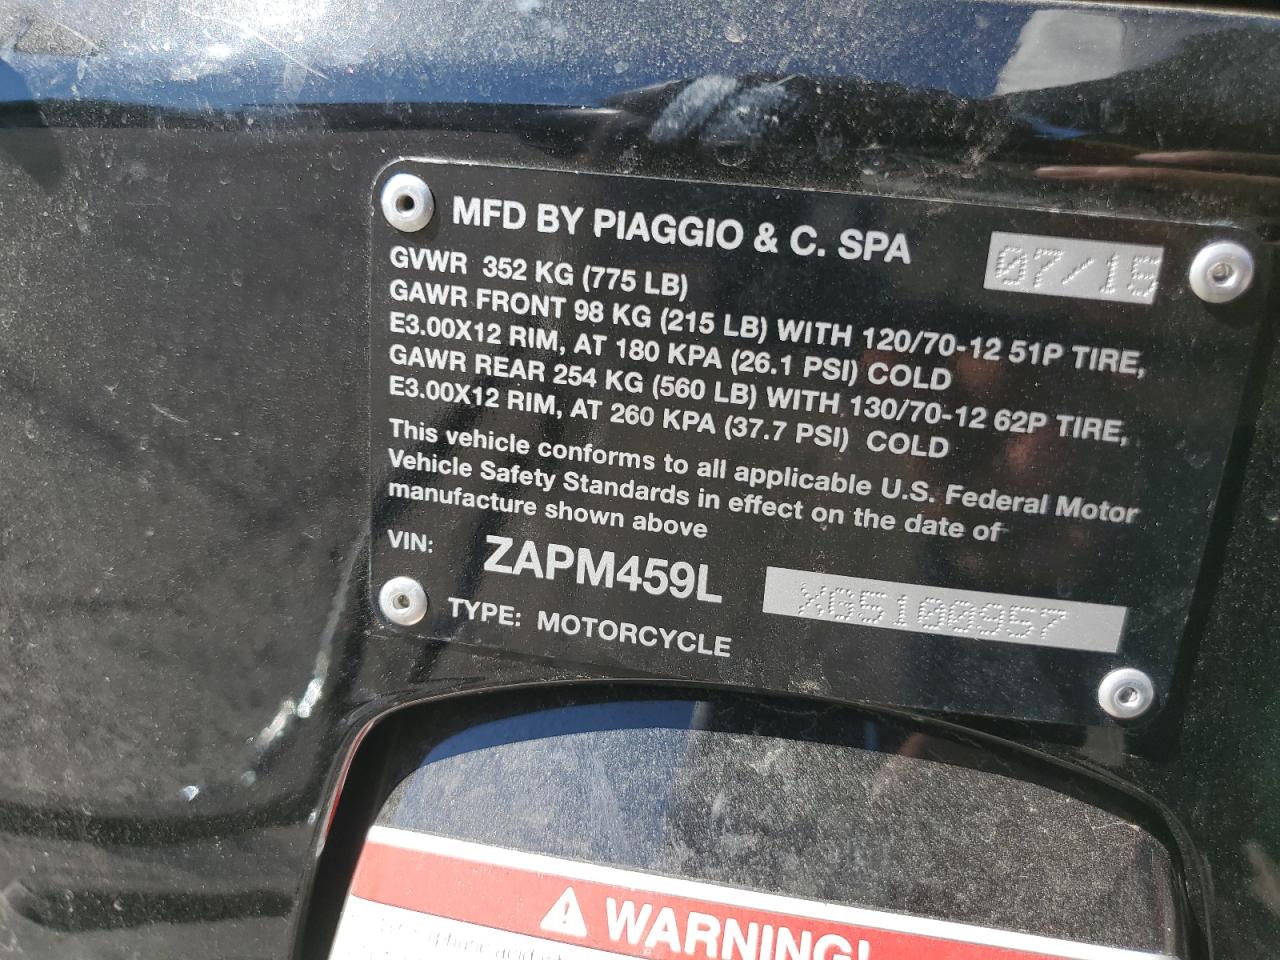 MFD BY PIAGGIO & C. SPA 07/15
GVWR 352 KG (775 LB)
GAWR FRONT 98 KG (215 LB) WITH 120/70-12 51P TIRE,
E3.00X12 RIM, AT 180 KPA (26.1 PSI) COLD
GAWR REAR 254 KG (560 LB) WITH 130/70-12 62P TIRE,
E3.00X12 RIM, AT 260 KPA (37.7 PSI) COLD
This vehicle conforms to all applicable U.S. Federal Motor
Vehicle Safety Standards in effect on the date of
manufacture shown above
VIN: ZAPM459L XG5100957
TYPE: MOTORCYCLE
WARNING!